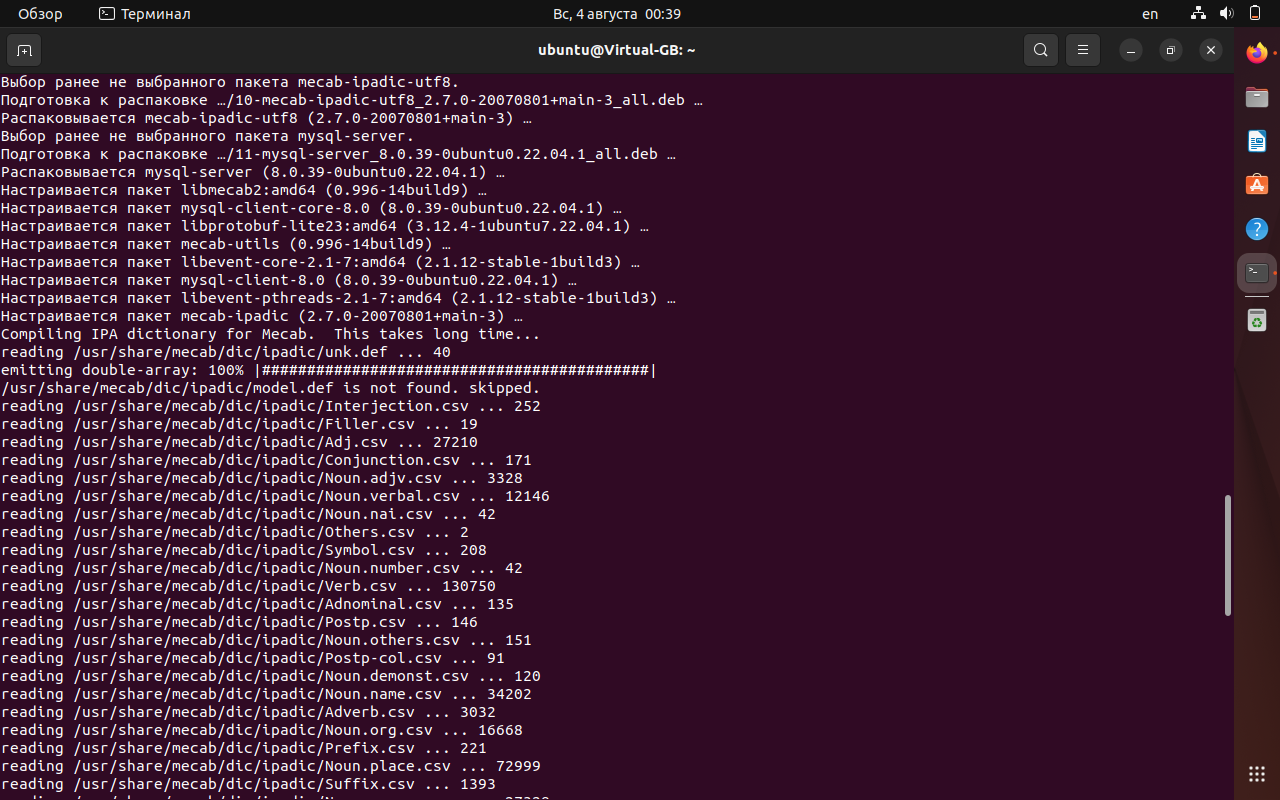 Обзор
Терминал
Вс, 4 августа 00:39
en
ubuntu@Virtual-GB: ~
Выбор ранее не выбранного пакета mecab-ipadic-utf8.
Подготовка к распаковке …/10-mecab-ipadic-utf8_2.7.0-20070801+main-3_all.deb …
Распаковывается mecab-ipadic-utf8 (2.7.0-20070801+main-3) …
Выбор ранее не выбранного пакета mysql-server.
Подготовка к распаковке …/11-mysql-server_8.0.39-0ubuntu0.22.04.1_all.deb …
Распаковывается mysql-server (8.0.39-0ubuntu0.22.04.1) …
Настраивается пакет libmecab2:amd64 (0.996-14build9) …
Настраивается пакет mysql-client-core-8.0 (8.0.39-0ubuntu0.22.04.1) …
Настраивается пакет libprotobuf-lite23:amd64 (3.12.4-1ubuntu7.22.04.1) …
Настраивается пакет mecab-utils (0.996-14build9) …
Настраивается пакет libevent-core-2.1-7:amd64 (2.1.12-stable-1build3) …
Настраивается пакет mysql-client-8.0 (8.0.39-0ubuntu0.22.04.1) …
Настраивается пакет libevent-pthreads-2.1-7:amd64 (2.1.12-stable-1build3) …
Настраивается пакет mecab-ipadic (2.7.0-20070801+main-3) …
Compiling IPA dictionary for Mecab.  This takes long time...
reading /usr/share/mecab/dic/ipadic/unk.def ... 40
emitting double-array: 100% |###########################################|
/usr/share/mecab/dic/ipadic/model.def is not found. skipped.
reading /usr/share/mecab/dic/ipadic/Interjection.csv ... 252
reading /usr/share/mecab/dic/ipadic/Filler.csv ... 19
reading /usr/share/mecab/dic/ipadic/Adj.csv ... 27210
reading /usr/share/mecab/dic/ipadic/Conjunction.csv ... 171
reading /usr/share/mecab/dic/ipadic/Noun.adjv.csv ... 3328
reading /usr/share/mecab/dic/ipadic/Noun.verbal.csv ... 12146
reading /usr/share/mecab/dic/ipadic/Noun.nai.csv ... 42
reading /usr/share/mecab/dic/ipadic/Others.csv ... 2
reading /usr/share/mecab/dic/ipadic/Symbol.csv ... 208
reading /usr/share/mecab/dic/ipadic/Noun.number.csv ... 42
reading /usr/share/mecab/dic/ipadic/Verb.csv ... 130750
reading /usr/share/mecab/dic/ipadic/Adnominal.csv ... 135
reading /usr/share/mecab/dic/ipadic/Postp.csv ... 146
reading /usr/share/mecab/dic/ipadic/Noun.others.csv ... 151
reading /usr/share/mecab/dic/ipadic/Postp-col.csv ... 91
reading /usr/share/mecab/dic/ipadic/Noun.demonst.csv ... 120
reading /usr/share/mecab/dic/ipadic/Noun.name.csv ... 34202
reading /usr/share/mecab/dic/ipadic/Adverb.csv ... 3032
reading /usr/share/mecab/dic/ipadic/Noun.org.csv ... 16668
reading /usr/share/mecab/dic/ipadic/Prefix.csv ... 221
reading /usr/share/mecab/dic/ipadic/Noun.place.csv ... 72999
reading /usr/share/mecab/dic/ipadic/Suffix.csv ... 1393